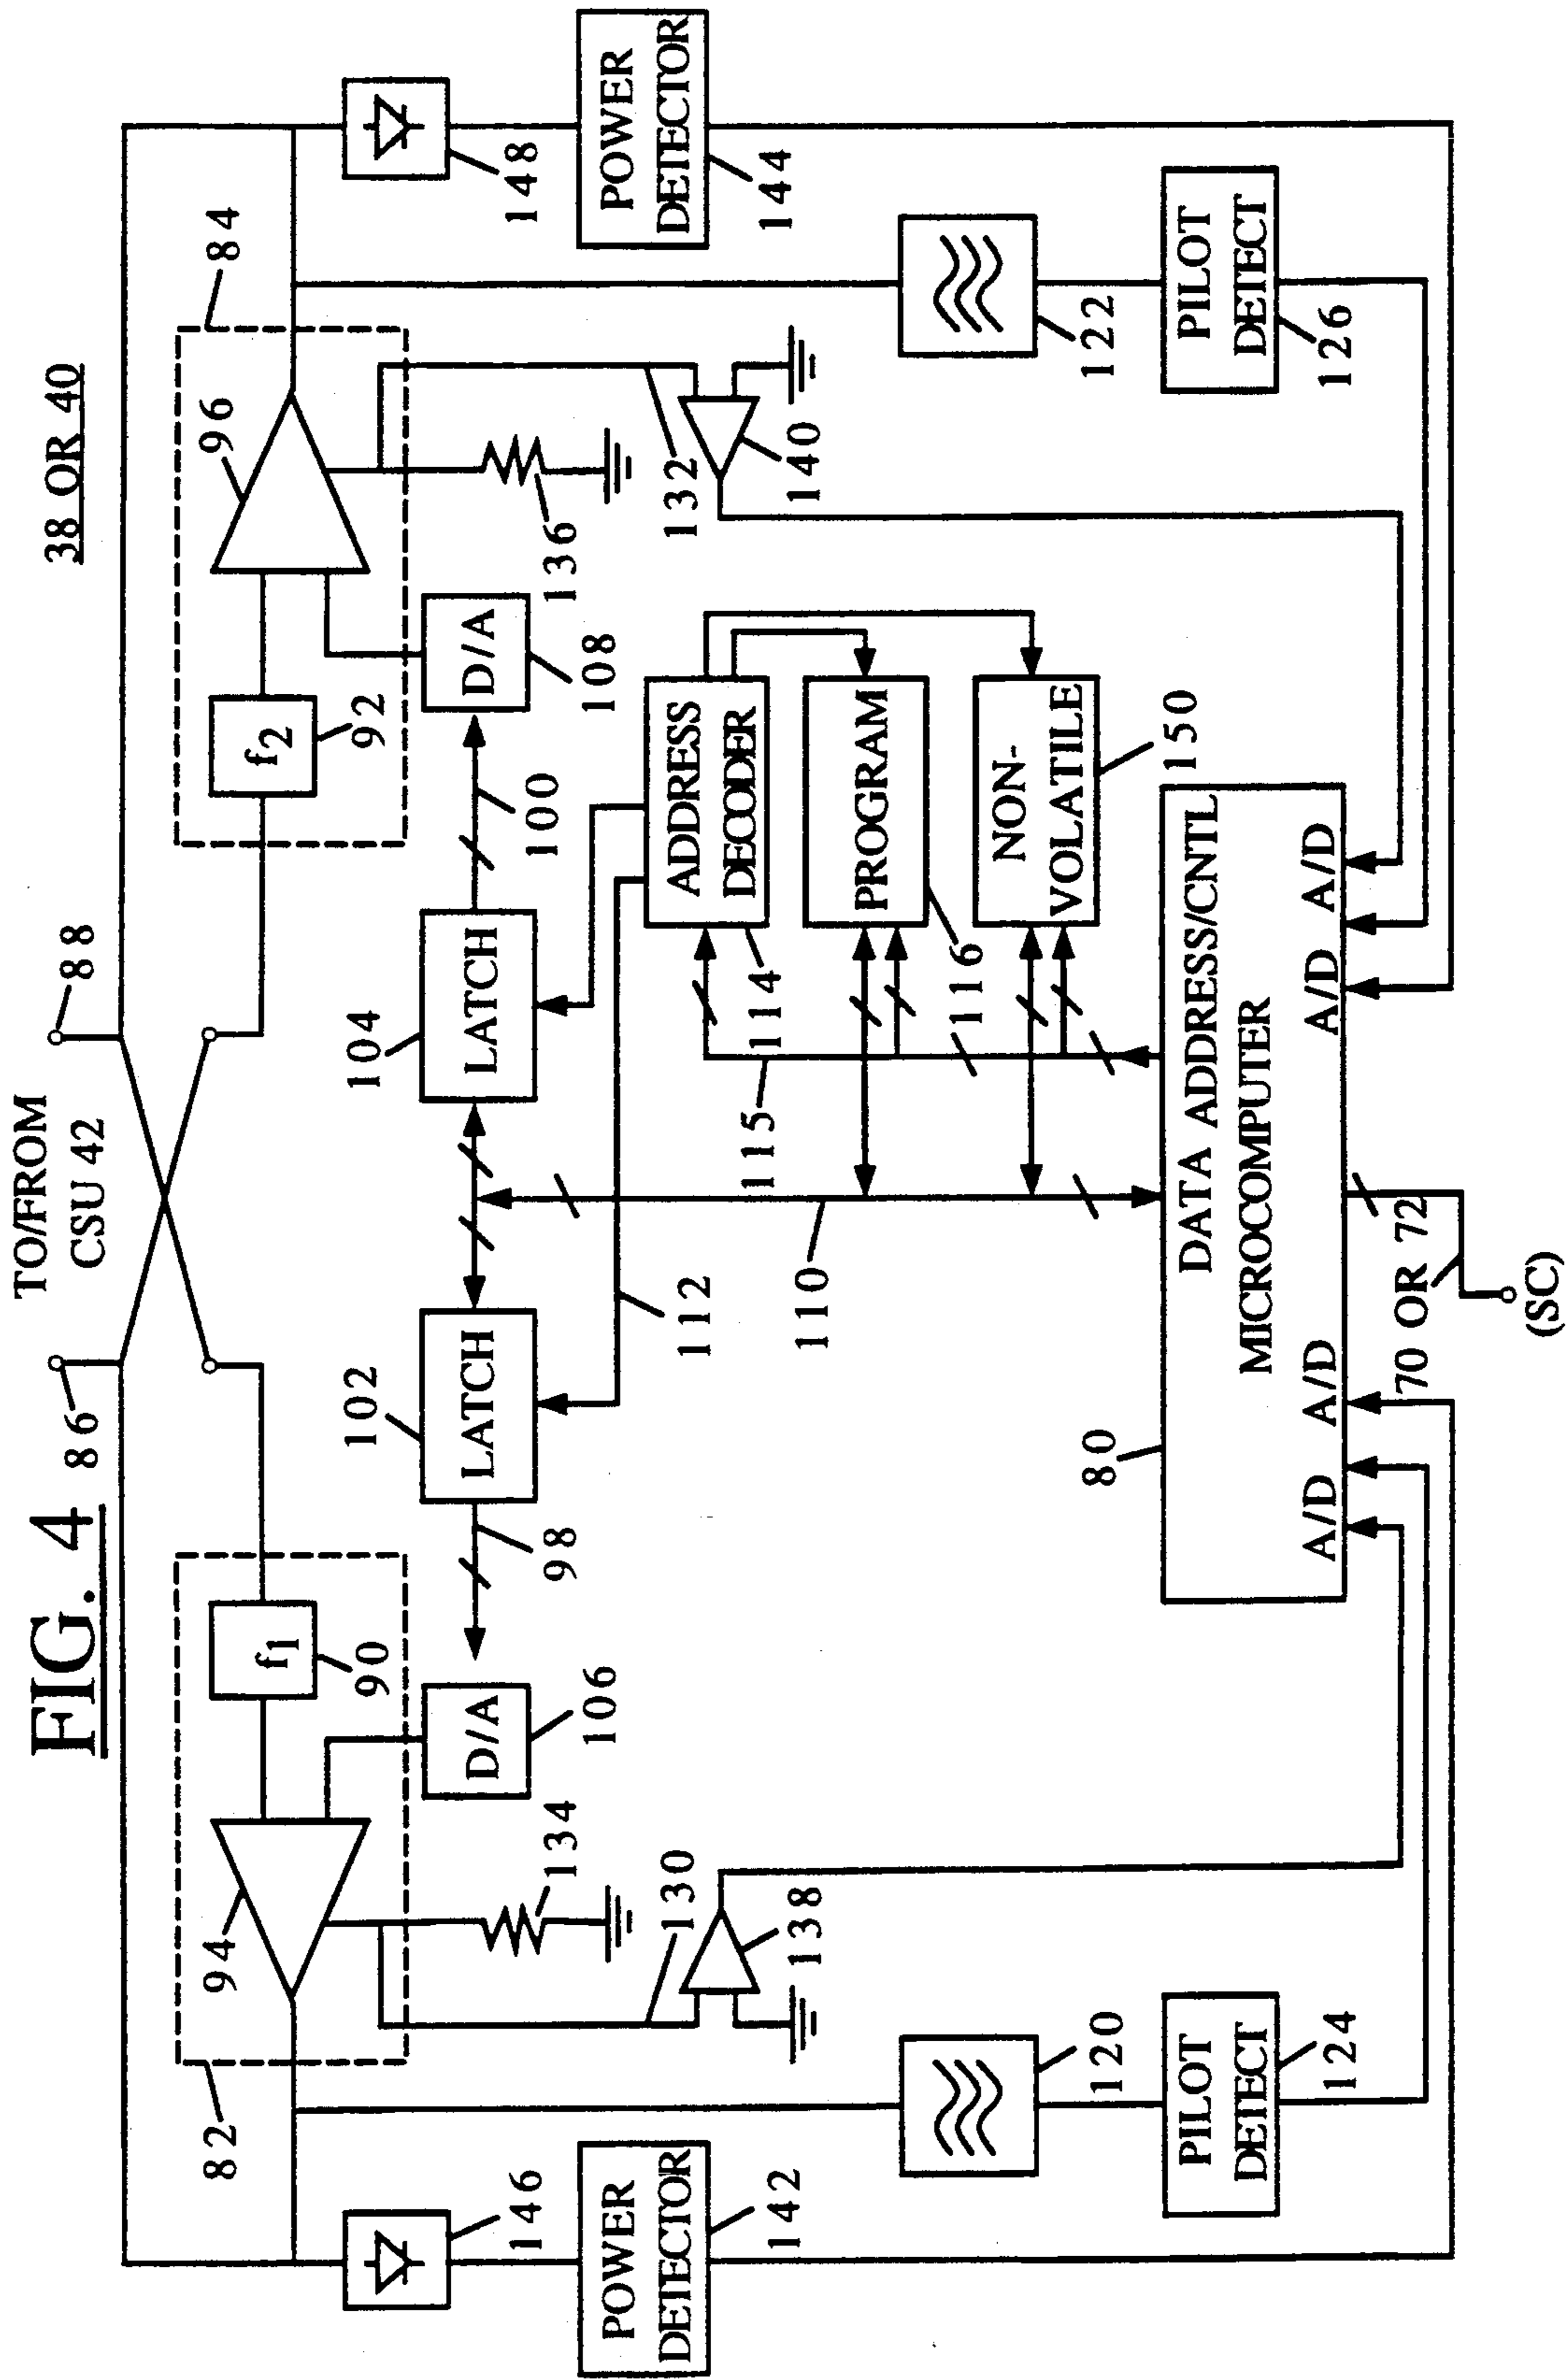 FIG. 4
38 OR 40
TO/FROM
CSU 42
86
88
82
94
f1
90
f2
92
96
84
146
134
D/A
106
102
LATCH
98
104
LATCH
100
D/A
108
136
148
POWER
DETECTOR
142
130
138
112
110
ADDRESS
DECODER
114
115
132
140
POWER
DETECTOR
144
120
PROGRAM
116
122
PILOT
DETECT
124
NON-
VOLATILE
150
PILOT
DETECT
126
80
DATA ADDRESS/CNTL
MICROCOMPUTER
A/D
A/D
A/D
A/D
70 OR 72
(SC)